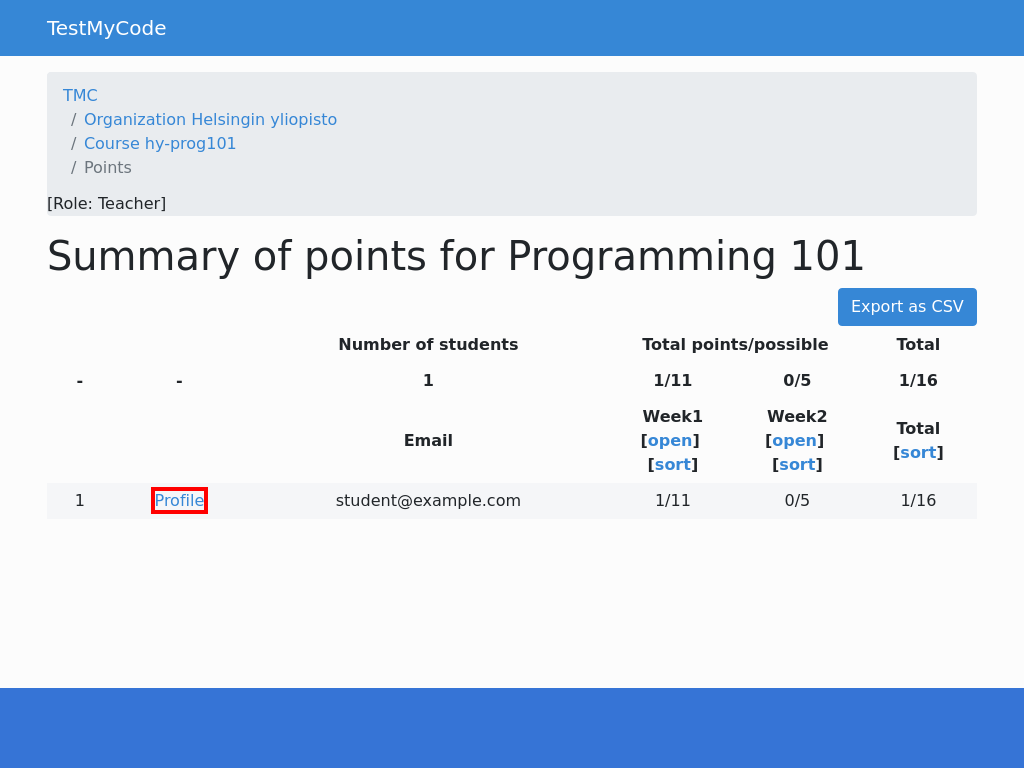 TestMyCode
TMC
/ Organization Helsingin yliopisto
/ Course hy-prog101
/ Points
[Role: Teacher]
Summary of points for Programming 101
Export as CSV
Number of students Total points/possible Total
- - 1 1/11 0/5 1/16
Email Week1 [open] [sort] Week2 [open] [sort] Total [sort]
1 Profile student@example.com 1/11 0/5 1/16